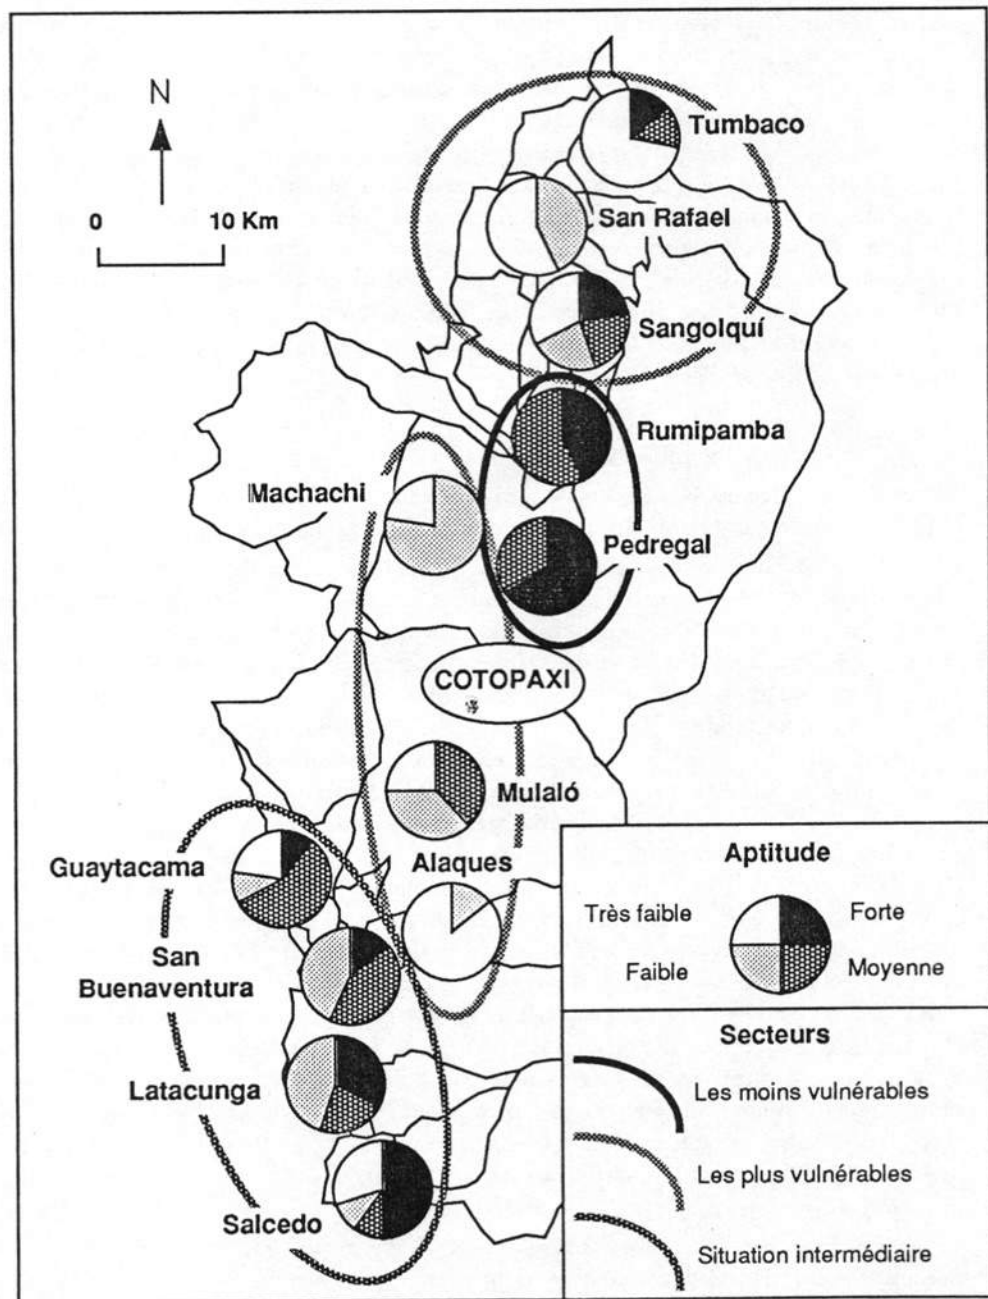 N
0 10 Km
Tumbaco
San Rafael
Sangolquí
Rumipamba
Machachi
Pedregal
COTOPAXI
Mulaló
Guaytacama
Alaques
San
Buenaventura
Latacunga
Salcedo
Aptitude
Très faible
Forte
Faible
Moyenne
Secteurs
Les moins vulnérables
Les plus vulnérables
Situation intermédiaire